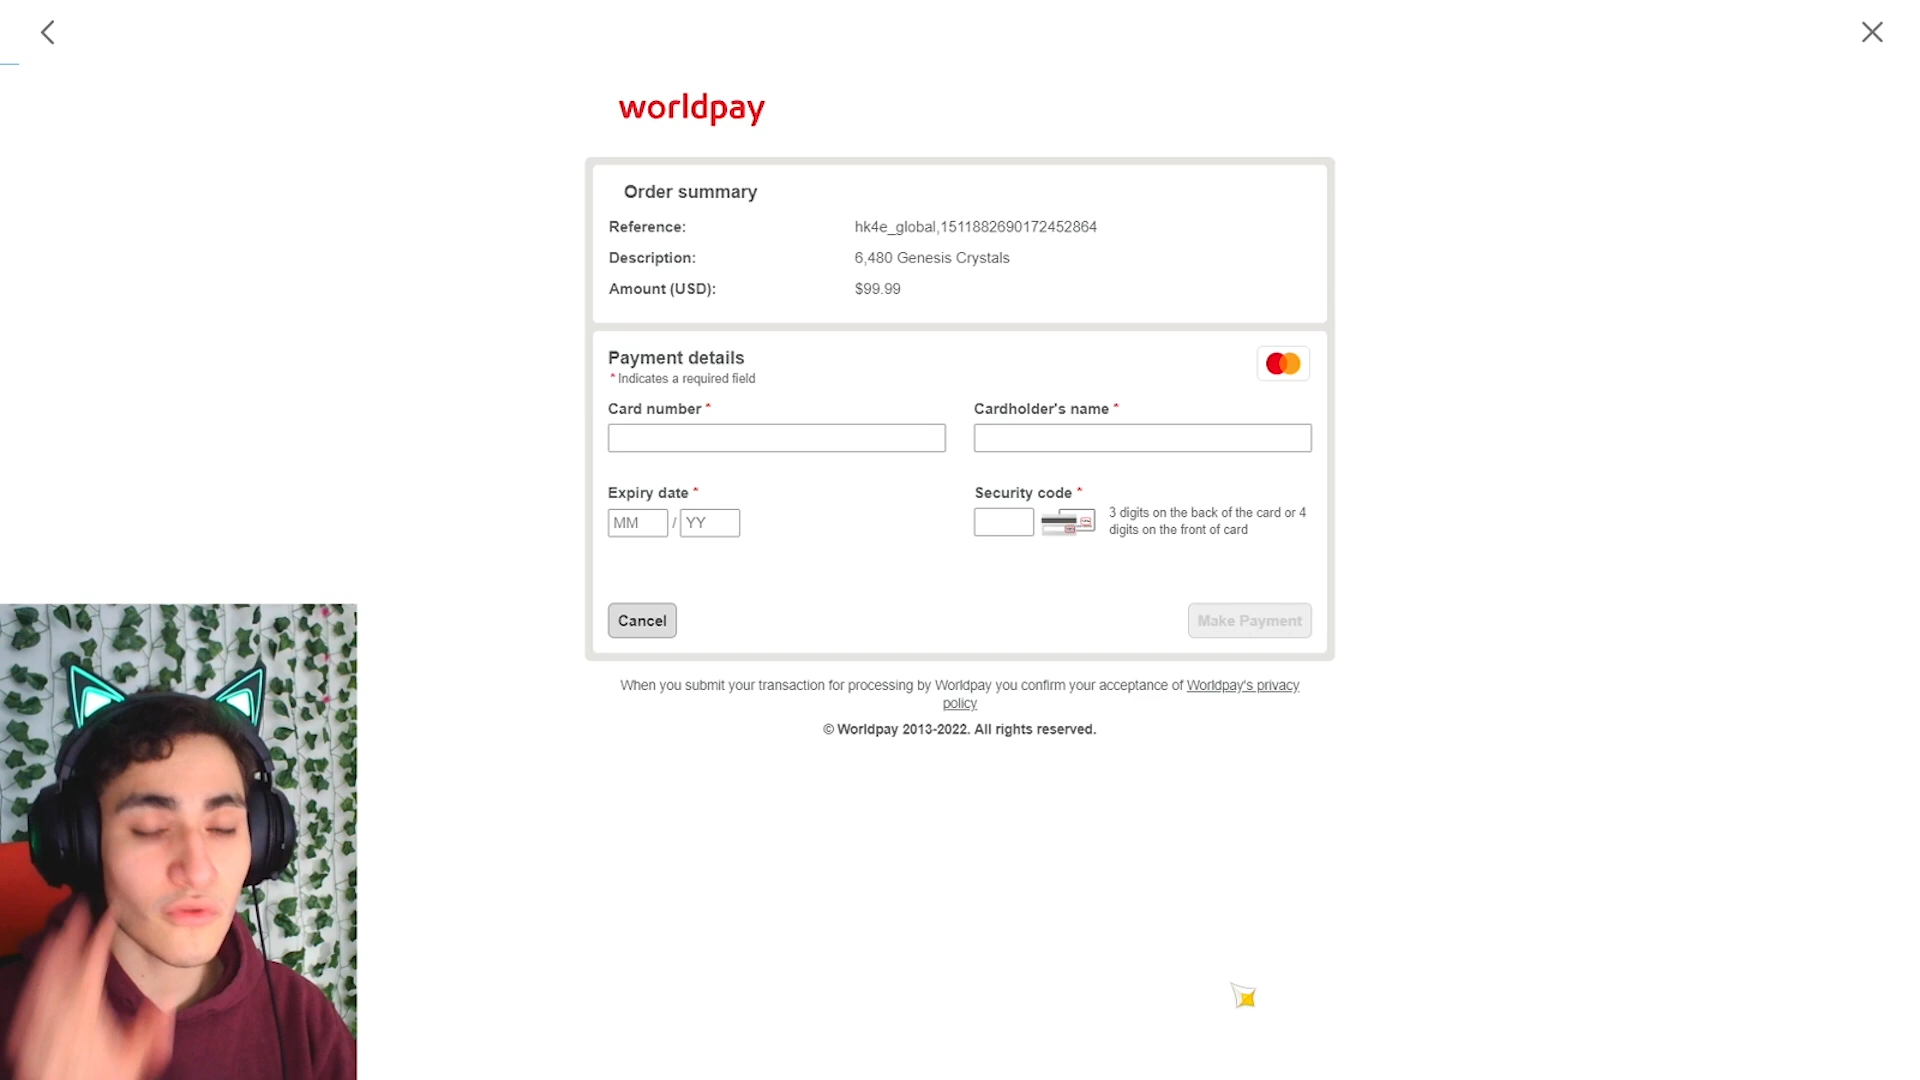 worldpay
Order summary
Reference: hk4e_global,1511882690172452864
Description: 6,480 Genesis Crystals
Amount (USD): $99.99
Payment details
* Indicates a required field
Card number * Cardholder's name *
Expiry date * Security code *
MM / YY 3 digits on the back of the card or 4
digits on the front of card
Cancel Make Payment
When you submit your transaction for processing by Worldpay you confirm your acceptance of Worldpay's privacy
policy
© Worldpay 2013-2022. All rights reserved.